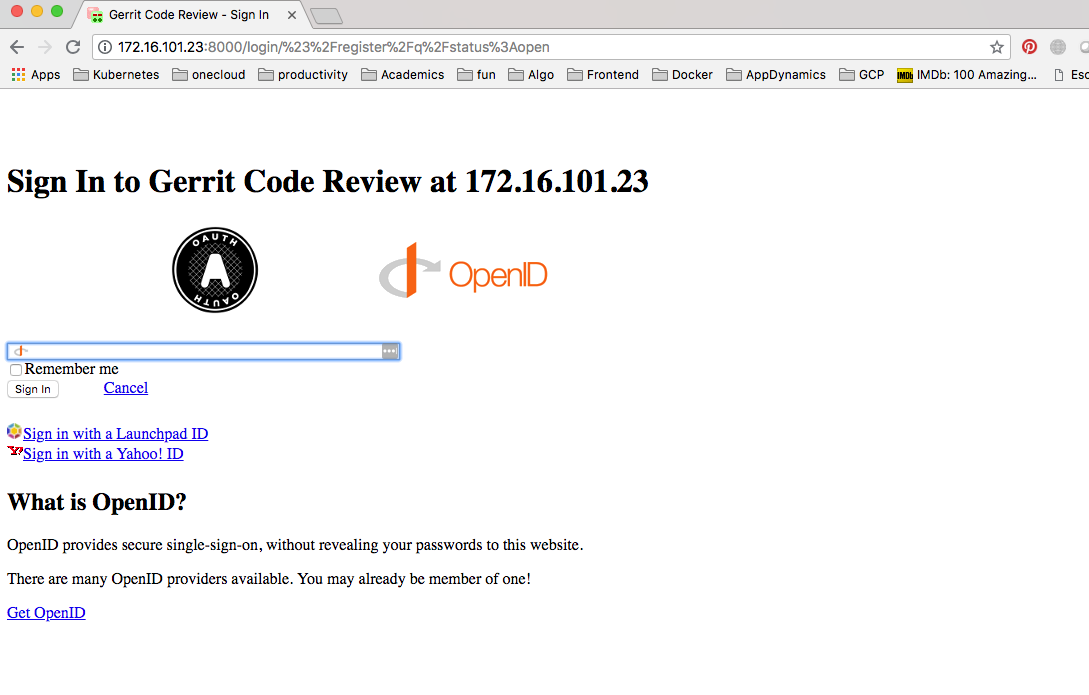 Gerrit Code Review - Sign In
172.16.101.23:8000/login/%23%2Fregister%2Fq%2Fstatus%3Aopen
Apps Kubernetes onecloud productivity Academics fun Algo Frontend Docker AppDynamics GCP IMDb IMDb: 100 Amazing... Esc
Sign In to Gerrit Code Review at 172.16.101.23
OAUTH A OAUTH OpenID
Remember me
Sign In Cancel
Sign in with a Launchpad ID
Sign in with a Yahoo! ID
What is OpenID?
OpenID provides secure single-sign-on, without revealing your passwords to this website.
There are many OpenID providers available. You may already be member of one!
Get OpenID